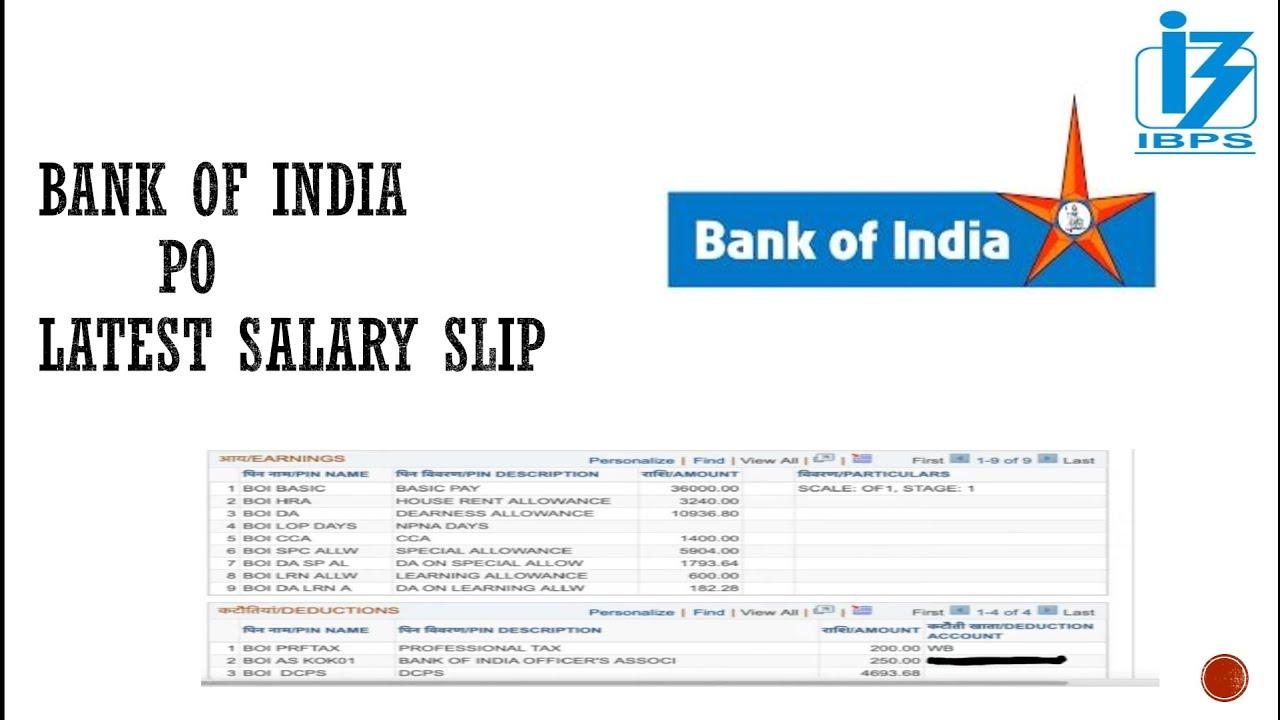 IBPS
BANK OF INDIA
PO
LATEST SALARY SLIP
Bank of India
आय/EARNINGS Personalize | Find | View All | | First 1-9 of 9 Last
पिन नाम/PIN NAME पिन विवरण/PIN DESCRIPTION राशि/AMOUNT विवरण/PARTICULARS
1 BOI BASIC BASIC PAY 36000.00 SCALE: OF1, STAGE: 1
2 BOI HRA HOUSE RENT ALLOWANCE 3240.00
3 BOI DA DEARNESS ALLOWANCE 10936.80
4 BOI LOP DAYS NPNA DAYS
5 BOI CCA CCA 1400.00
6 BOI SPC ALLW SPECIAL ALLOWANCE 5904.00
7 BOI DA SP AL DA ON SPECIAL ALLOW 1793.64
8 BOI LRN ALLW LEARNING ALLOWANCE 600.00
9 BOI DA LRN A DA ON LEARNING ALLW 182.28
कटौतियां/DEDUCTIONS Personalize | Find | View All | | First 1-4 of 4 Last
पिन नाम/PIN NAME पिन विवरण/PIN DESCRIPTION राशि/AMOUNT कटौती खाता/DEDUCTION
ACCOUNT
1 BOI PRFTAX PROFESSIONAL TAX 200.00 WB
2 BOI AS KOK01 BANK OF INDIA OFFICER'S ASSOCI 250.00
3 BOI DCPS DCPS 4693.68